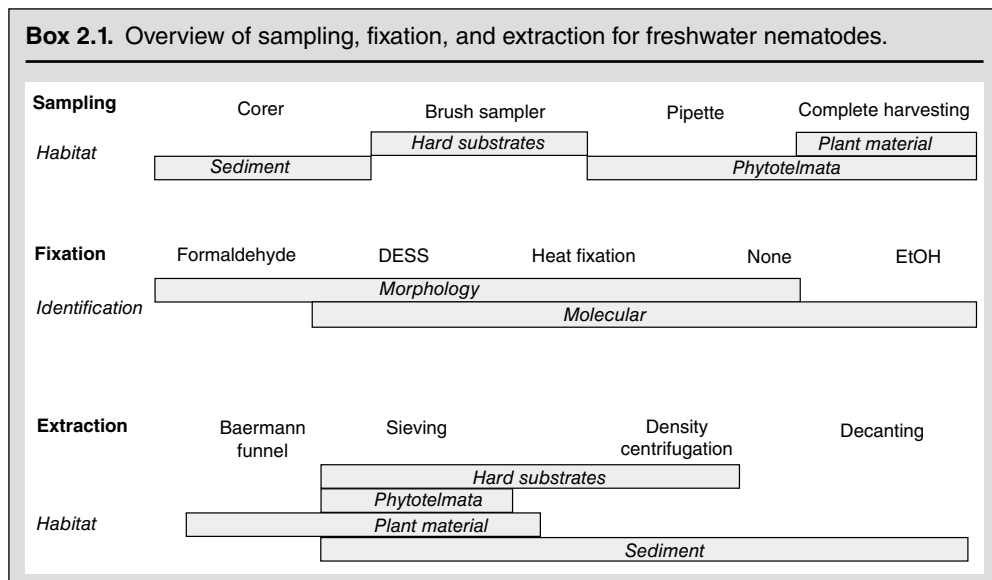 Box 2.1. Overview of sampling, fixation, and extraction for freshwater nematodes.
Sampling
Corer
Brush sampler
Pipette
Complete harvesting
Habitat
Hard substrates
Plant material
Sediment
Phytotelmata
Fixation
Formaldehyde
DESS
Heat fixation
None
EtOH
Identification
Morphology
Molecular
Extraction
Baermann
funnel
Sieving
Density
centrifugation
Decanting
Habitat
Hard substrates
Phytotelmata
Plant material
Sediment